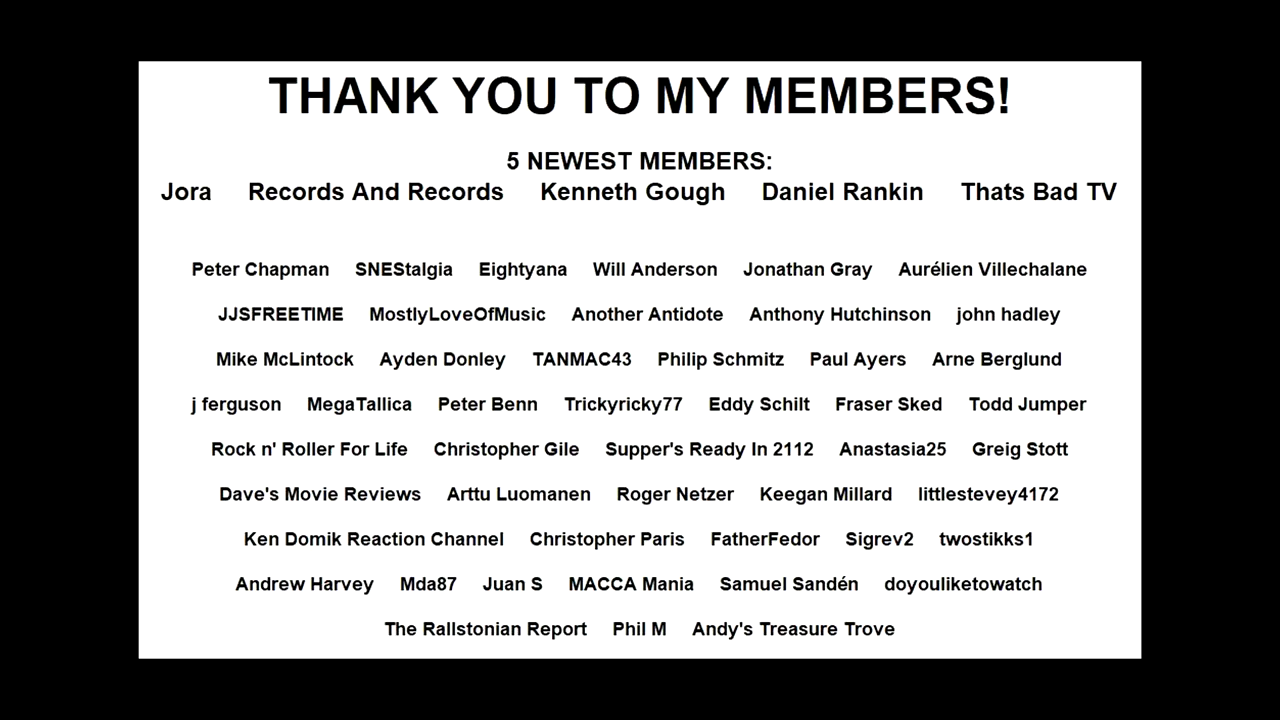 THANK YOU TO MY MEMBERS!
5 NEWEST MEMBERS:
Jora Records And Records Kenneth Gough Daniel Rankin Thats Bad TV
Peter Chapman SNEStalgia Eightyana Will Anderson Jonathan Gray Aurélien Villechalane
JJSFREETIME MostlyLoveOfMusic Another Antidote Anthony Hutchinson john hadley
Mike McLintock Ayden Donley TANMAC43 Philip Schmitz Paul Ayers Arne Berglund
j ferguson MegaTallica Peter Benn Trickyricky77 Eddy Schilt Fraser Sked Todd Jumper
Rock n' Roller For Life Christopher Gile Supper's Ready In 2112 Anastasia25 Greig Stott
Dave's Movie Reviews Arttu Luomanen Roger Netzer Keegan Millard littlestevey4172
Ken Domik Reaction Channel Christopher Paris FatherFedor Sigrev2 twostikks1
Andrew Harvey Mda87 Juan S MACCA Mania Samuel Sandén doyouliketowatch
The Rallstonian Report Phil M Andy's Treasure Trove